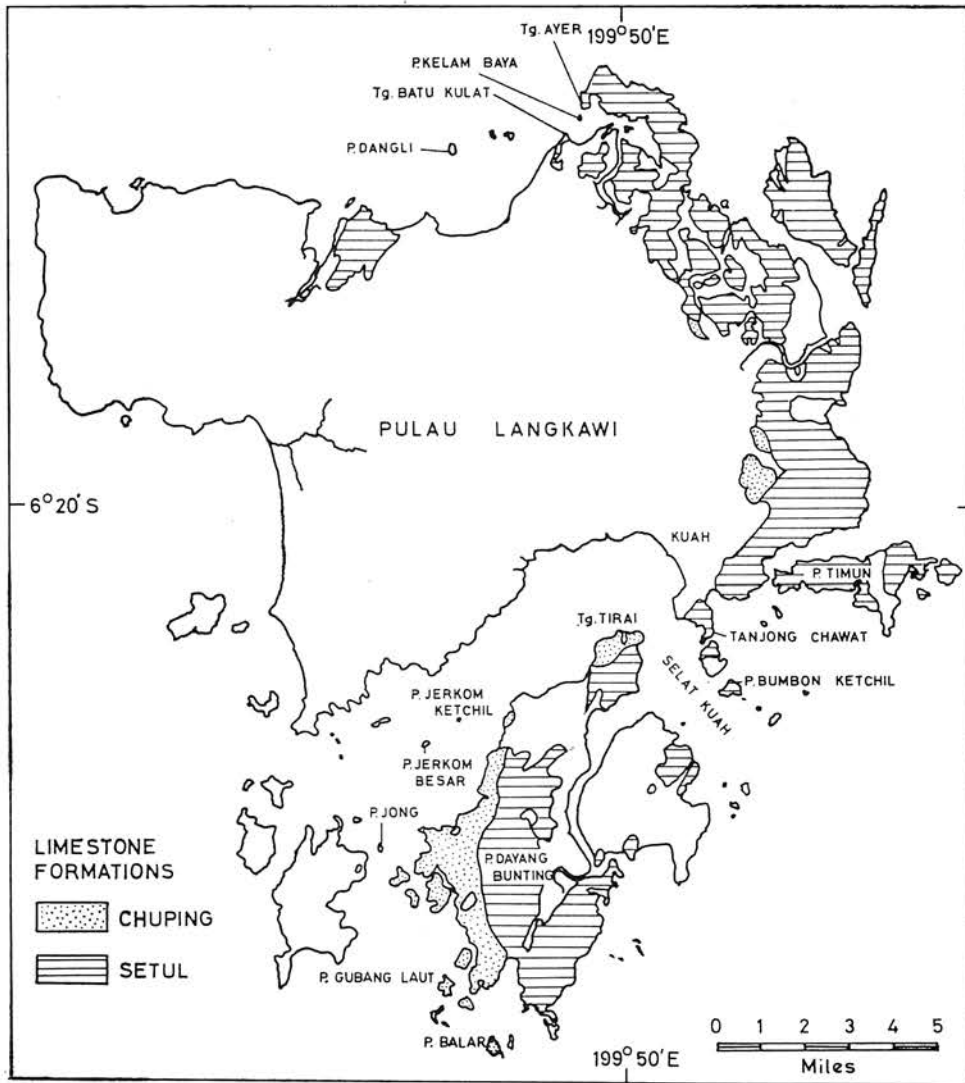 Tg. AYER
199° 50'E
P.KELAM BAYA
Tg. BATU KULAT
P.DANGLI
PULAU LANGKAWI
6° 20' S
KUAH
P. TIMUN
Tg. TIRAI
TANJONG CHAWAT
SELAT KUAH
P. BUMBON KETCHIL
P. JERKOM
KETCHIL
P. JERKOM
BESAR
P. JONG
P. DAYANG
BUNTING
LIMESTONE
FORMATIONS
CHUPING
SETUL
P. GUBANG LAUT
P. BALAR
0 1 2 3 4 5
Miles
199° 50' E